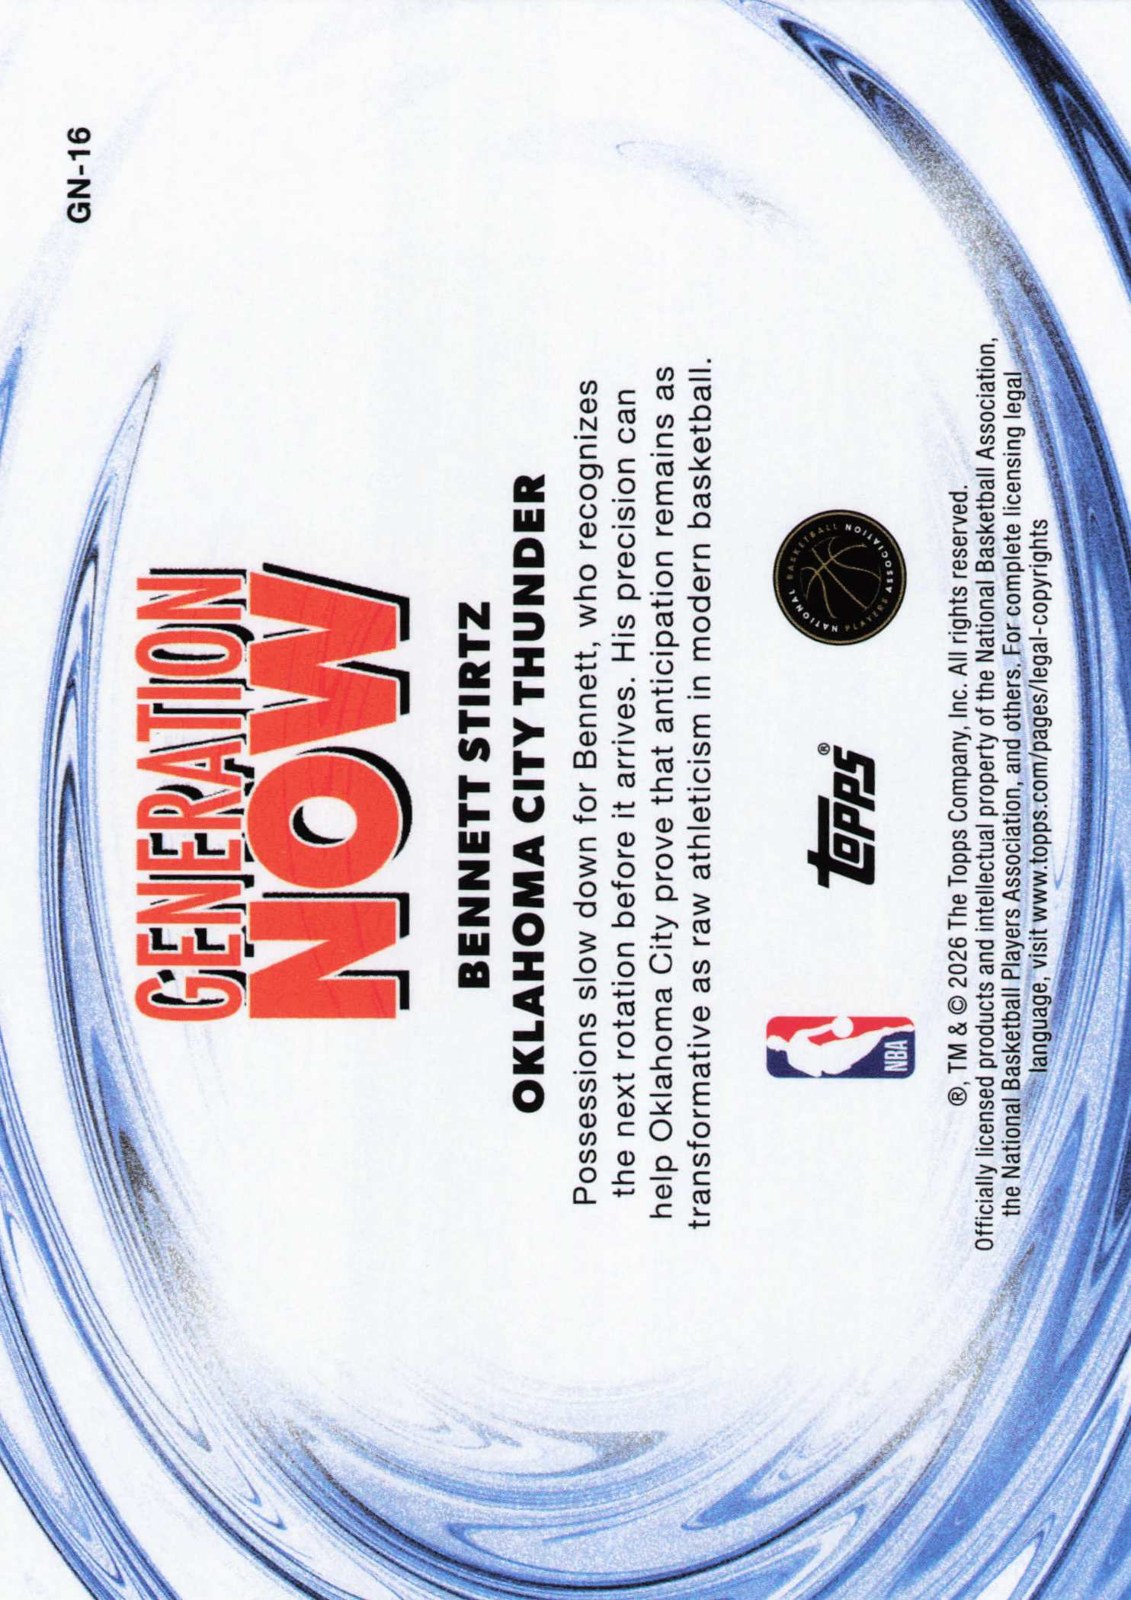 GN-16
GENERATION
NOW
BENNETT STIRTZ
OKLAHOMA CITY THUNDER
Possessions slow down for Bennett, who recognizes
the next rotation before it arrives. His precision can
help Oklahoma City prove that anticipation remains as
transformative as raw athleticism in modern basketball.
NBA
Topps®
NATIONAL BASKETBALL PLAYERS ASSOCIATION
®, TM & © 2026 The Topps Company, Inc. All rights reserved.
Officially licensed products and intellectual property of the National Basketball Association,
the National Basketball Players Association, and others. For complete licensing legal
language, visit www.topps.com/pages/legal-copyrights